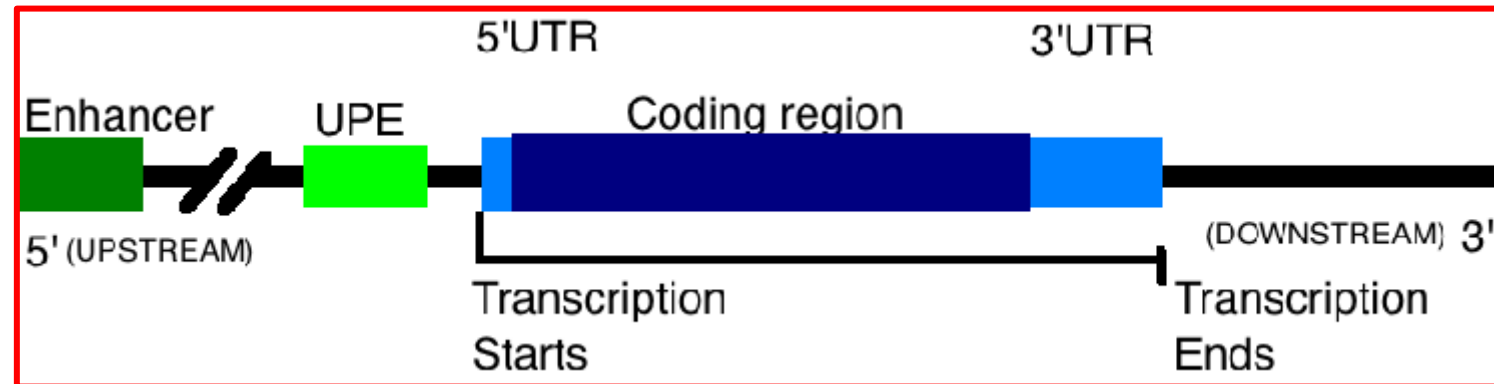 5'UTR
3'UTR
Enhancer
UPE
Coding region
5' (UPSTREAM)
(DOWNSTREAM) 3'
Transcription
Starts
Transcription
Ends